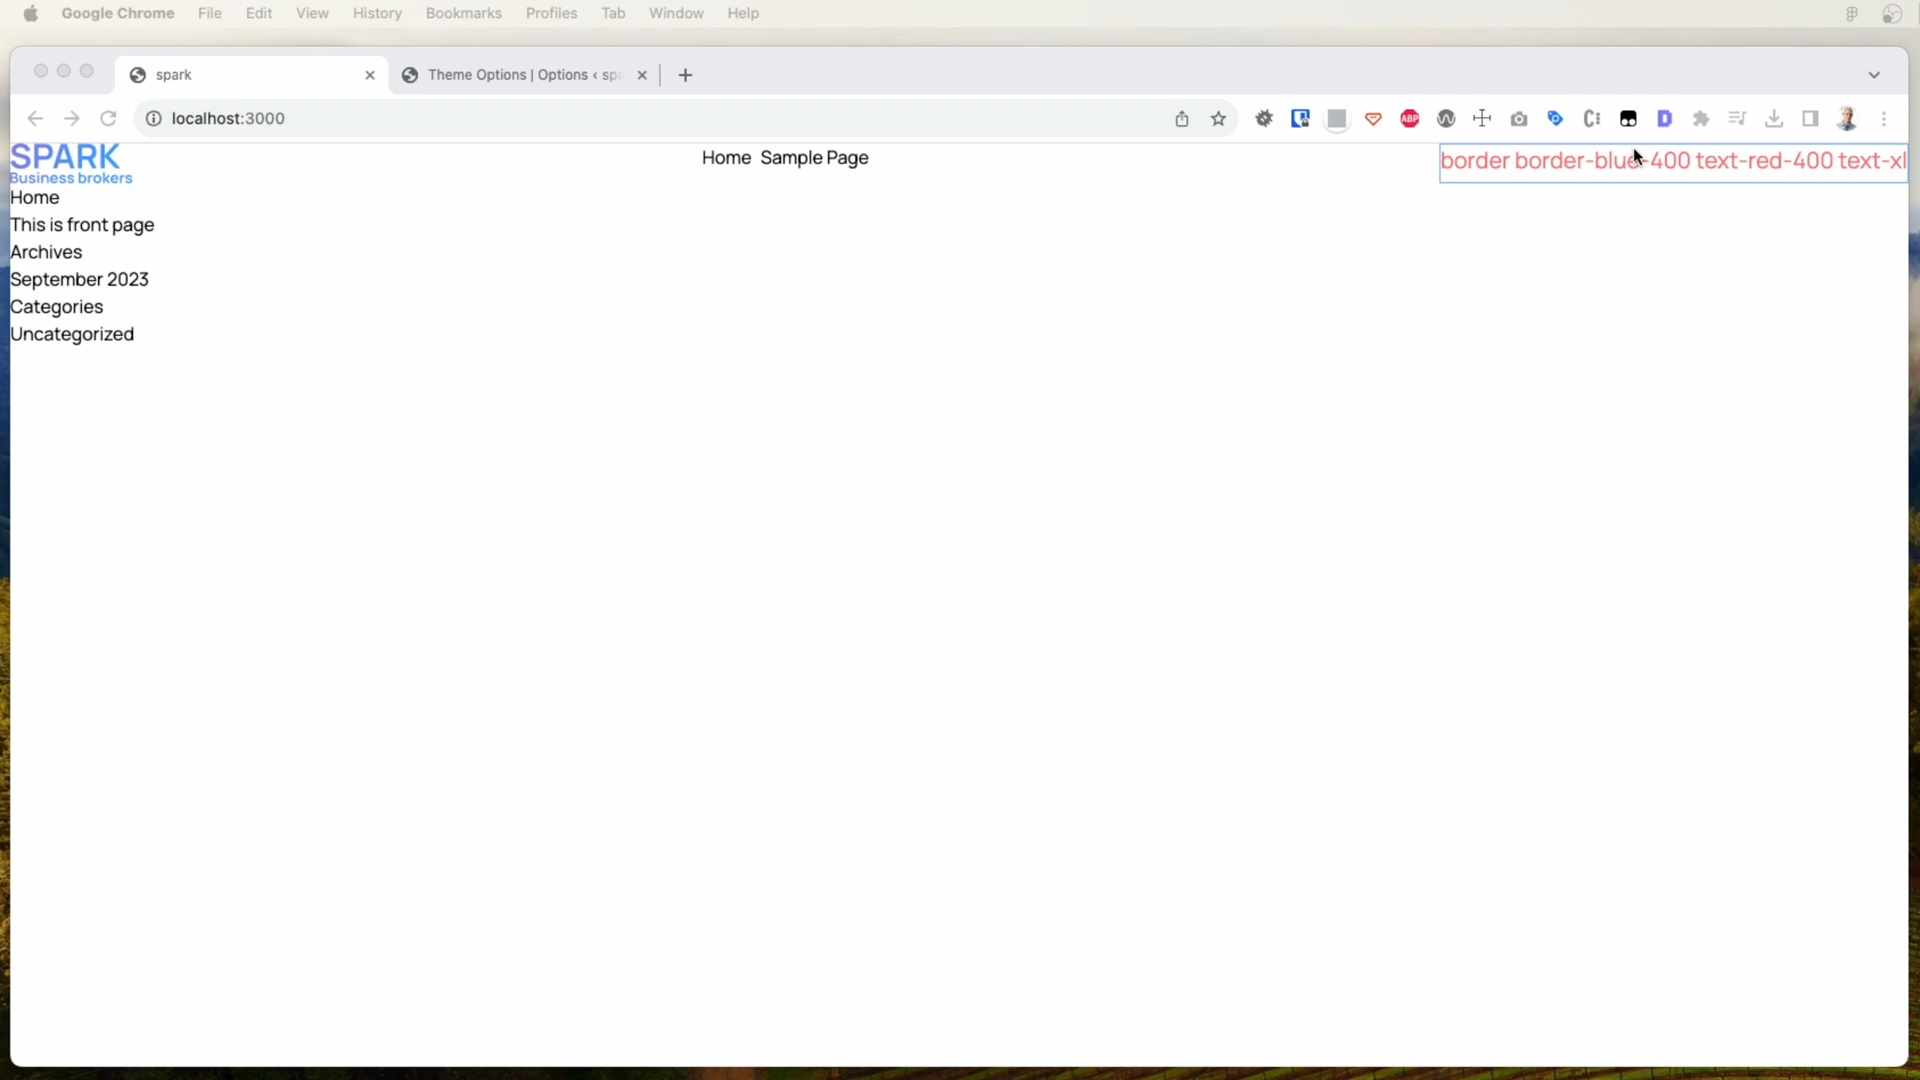 Google Chrome File Edit View History Bookmarks Profiles Tab Window Help
spark
Theme Options | Options ‹ spa
localhost:3000
ABP
SPARK
Business brokers
Home Sample Page
border border-blue-400 text-red-400 text-xl
Home
This is front page
Archives
September 2023
Categories
Uncategorized